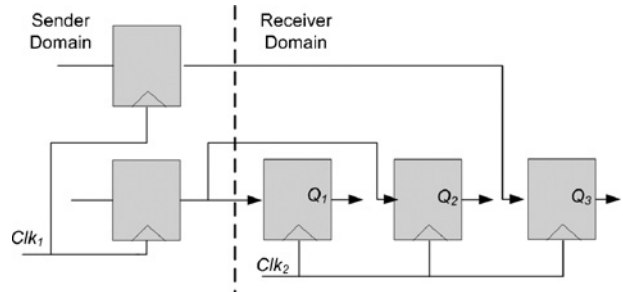 Sender
Domain
Receiver
Domain
Q1
Q2
Q3
Clk1
Clk2